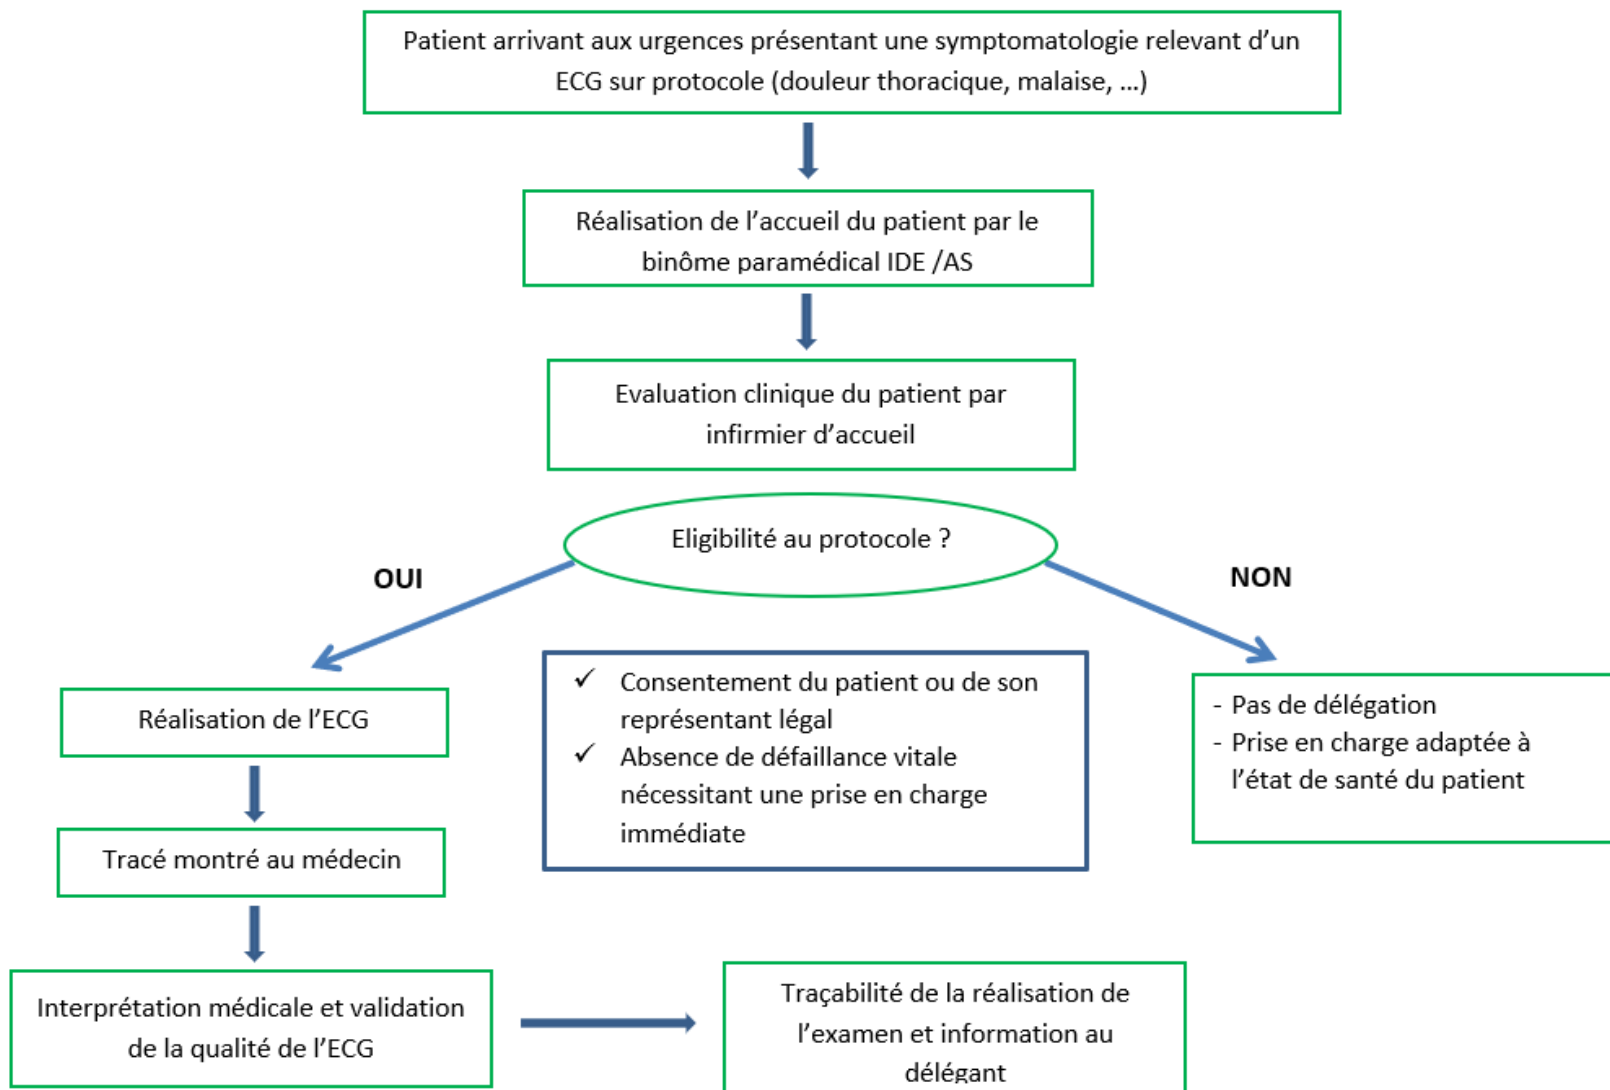 Patient arrivant aux urgences présentant une symptomatologie relevant d’un
ECG sur protocole (douleur thoracique, malaise, …)
Réalisation de l’accueil du patient par le
binôme paramédical IDE /AS
Evaluation clinique du patient par
infirmier d’accueil
Eligibilité au protocole ?
OUI
NON
Réalisation de l’ECG
✓ Consentement du patient ou de son
représentant légal
✓ Absence de défaillance vitale
nécessitant une prise en charge
immédiate
- Pas de délégation
- Prise en charge adaptée à
l’état de santé du patient
Tracé montré au médecin
Interprétation médicale et validation
de la qualité de l’ECG
Traçabilité de la réalisation de
l’examen et information au
délégant